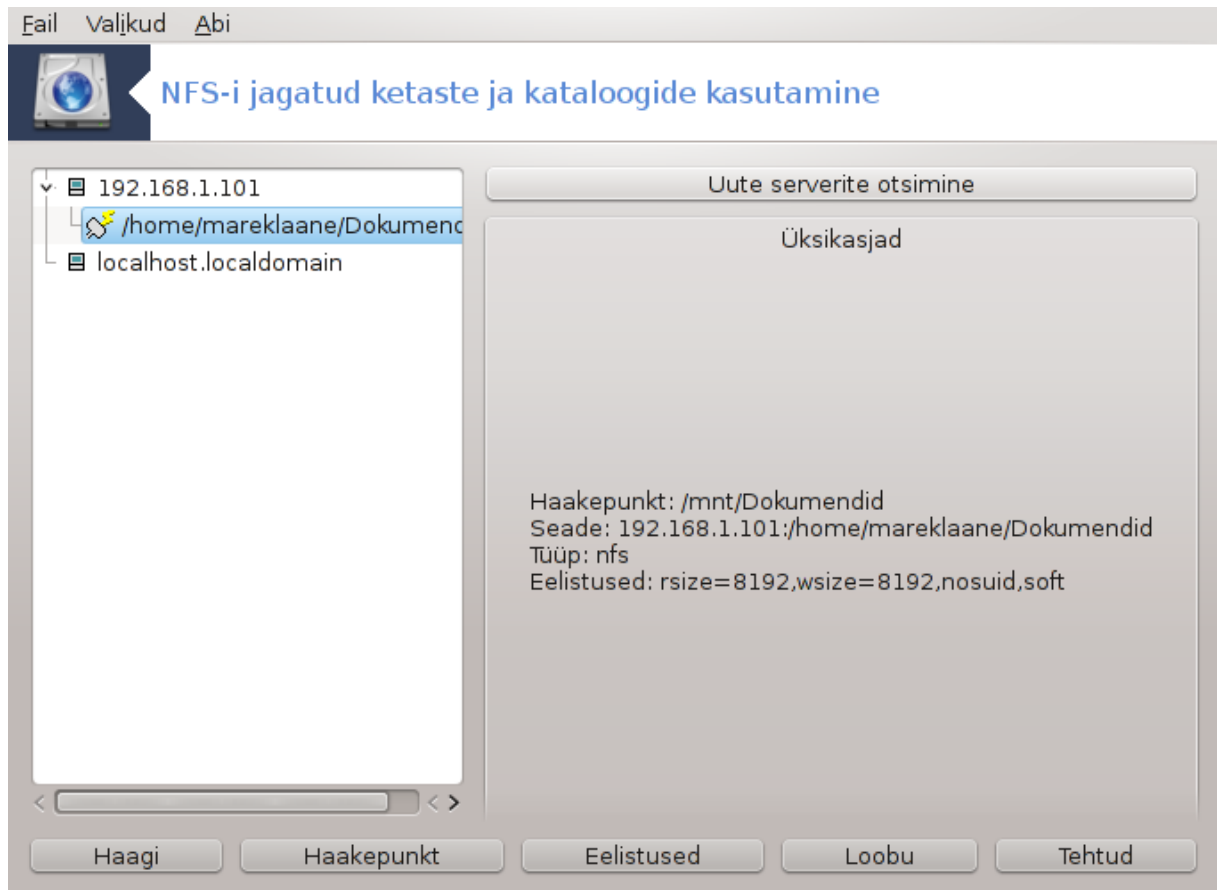 Fail Valikud Abi
NFS-i jagatud ketaste ja kataloogide kasutamine
192.168.1.101
/home/mareklaane/Dokumend
localhost.localdomain
Uute serverite otsimine
Üksikasjad
Haakepunkt: /mnt/Dokumendid
Seade: 192.168.1.101:/home/mareklaane/Dokumendid
Tüüp: nfs
Eelistused: rsize=8192,wsize=8192,nosuid,soft
Haagi Haakepunkt Eelistused Loobu Tehtud